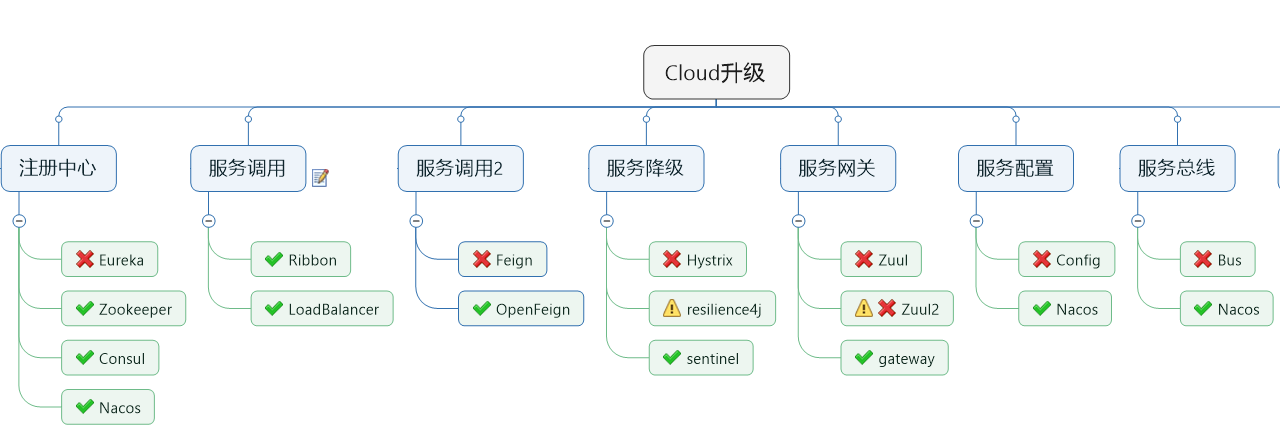 Cloud升级
注册中心
服务调用
服务调用2
服务降级
服务网关
服务配置
服务总线
Eureka
Ribbon
Feign
Hystrix
Zuul
Config
Bus
Zookeeper
LoadBalancer
OpenFeign
resilience4j
Zuul2
Nacos
Nacos
Consul
sentinel
gateway
Nacos